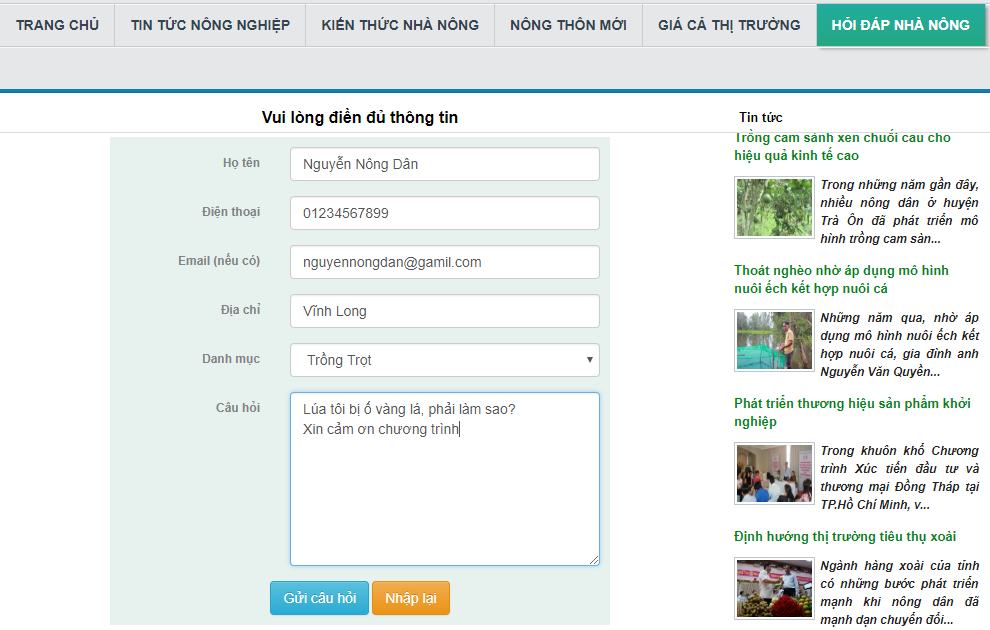 TRANG CHỦ
TIN TỨC NÔNG NGHIỆP
KIẾN THỨC NHÀ NÔNG
NÔNG THÔN MỚI
GIÁ CẢ THỊ TRƯỜNG
HỎI ĐÁP NHÀ NÔNG
Vui lòng điền đủ thông tin
Họ tên
Nguyễn Nông Dân
Điện thoại
01234567899
Email (nếu có)
nguyennongdan@gamil.com
Địa chỉ
Vĩnh Long
Danh mục
Trồng Trọt
Câu hỏi
Lúa tôi bị ố vàng lá, phải làm sao?
Xin cảm ơn chương trình
Gửi câu hỏi
Nhập lại
Tin tức
Trồng cam sành xen chuối cau cho
hiệu quả kinh tế cao
Trong những năm gần đây,
nhiều nông dân ở huyện
Trà Ôn đã phát triển mô
hình trồng cam sàn...
Thoát nghèo nhờ áp dụng mô hình
nuôi ếch kết hợp nuôi cá
Những năm qua, nhờ áp
dụng mô hình nuôi ếch kết
hợp nuôi cá, gia đình anh
Nguyễn Văn Quyền...
Phát triển thương hiệu sản phẩm khởi
nghiệp
Trong khuôn khổ Chương
trình Xúc tiến đầu tư và
thương mại Đồng Tháp tại
TP.Hồ Chí Minh, v...
Định hướng thị trường tiêu thụ xoài
Ngành hàng xoài của tỉnh
có những bước phát triển
mạnh khi nông dân đã
mạnh dạn chuyển đổi...